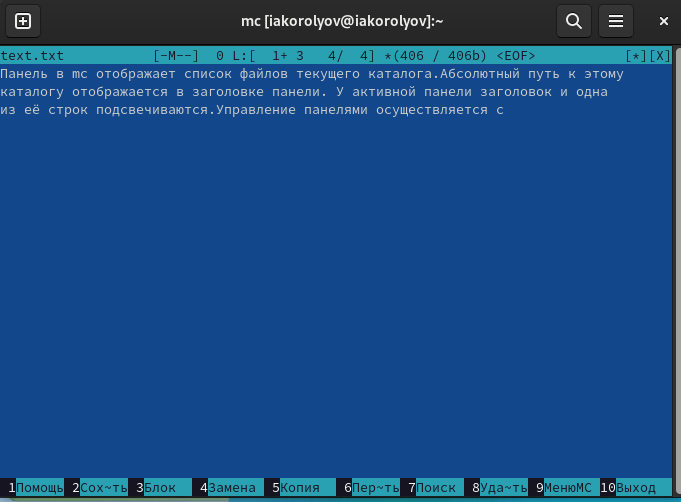 mc [iakorolyov@iakorolyov]:~
text.txt [-M--] 0 L:[ 1+ 3 4/ 4] *(406 / 406b) <EOF> [*][X]
Панель в mc отображает список файлов текущего каталога.Абсолютный путь к этому
каталогу отображается в заголовке панели. У активной панели заголовок и одна
из её строк подсвечиваются.Управление панелями осуществляется с
1Помощь 2Сох~ть 3Блок 4Замена 5Копия 6Пер~ть 7Поиск 8Уда~ть 9МенюMC 10Выход